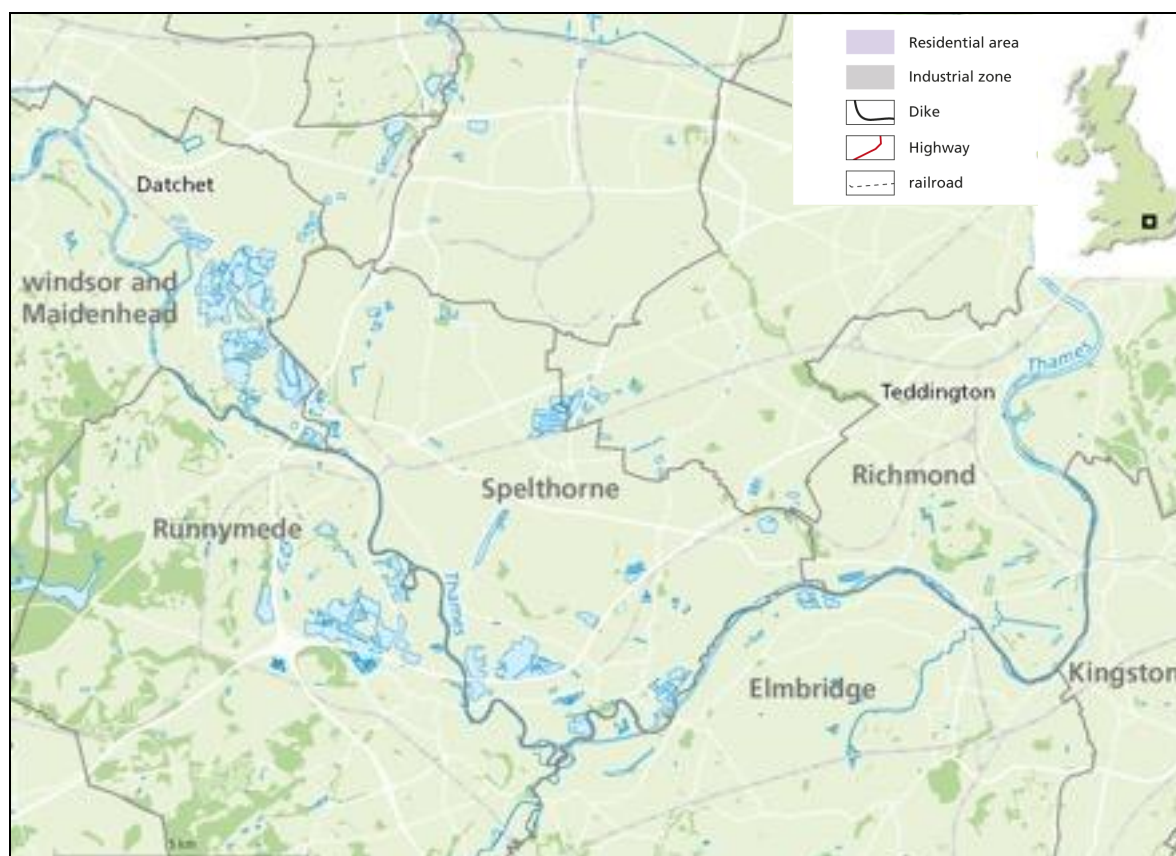 Residential area
Industrial zone
Dike
Highway
railroad
Datchet
windsor and
Maidenhead
Thames
Teddington
Richmond
Spelthorne
Runnymede
Thames
Elmbridge
Kingston
5 km